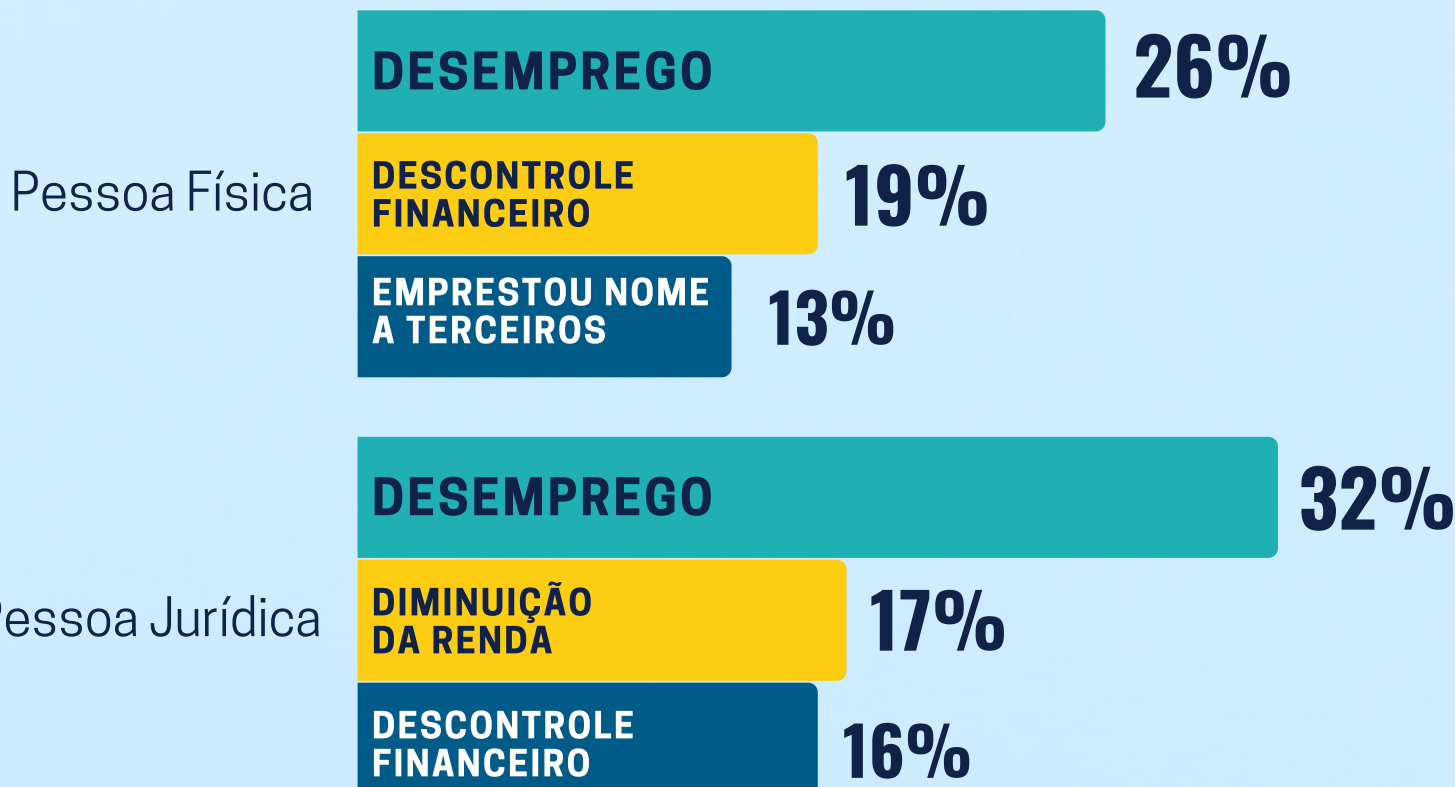 DESEMPREGO
26%
Pessoa Física
DESCONTROLE
FINANCEIRO
19%
EMPRESTOU NOME
A TERCEIROS
13%
DESEMPREGO
32%
Pessoa Jurídica
DIMINUIÇÃO
DA RENDA
17%
DESCONTROLE
FINANCEIRO
16%